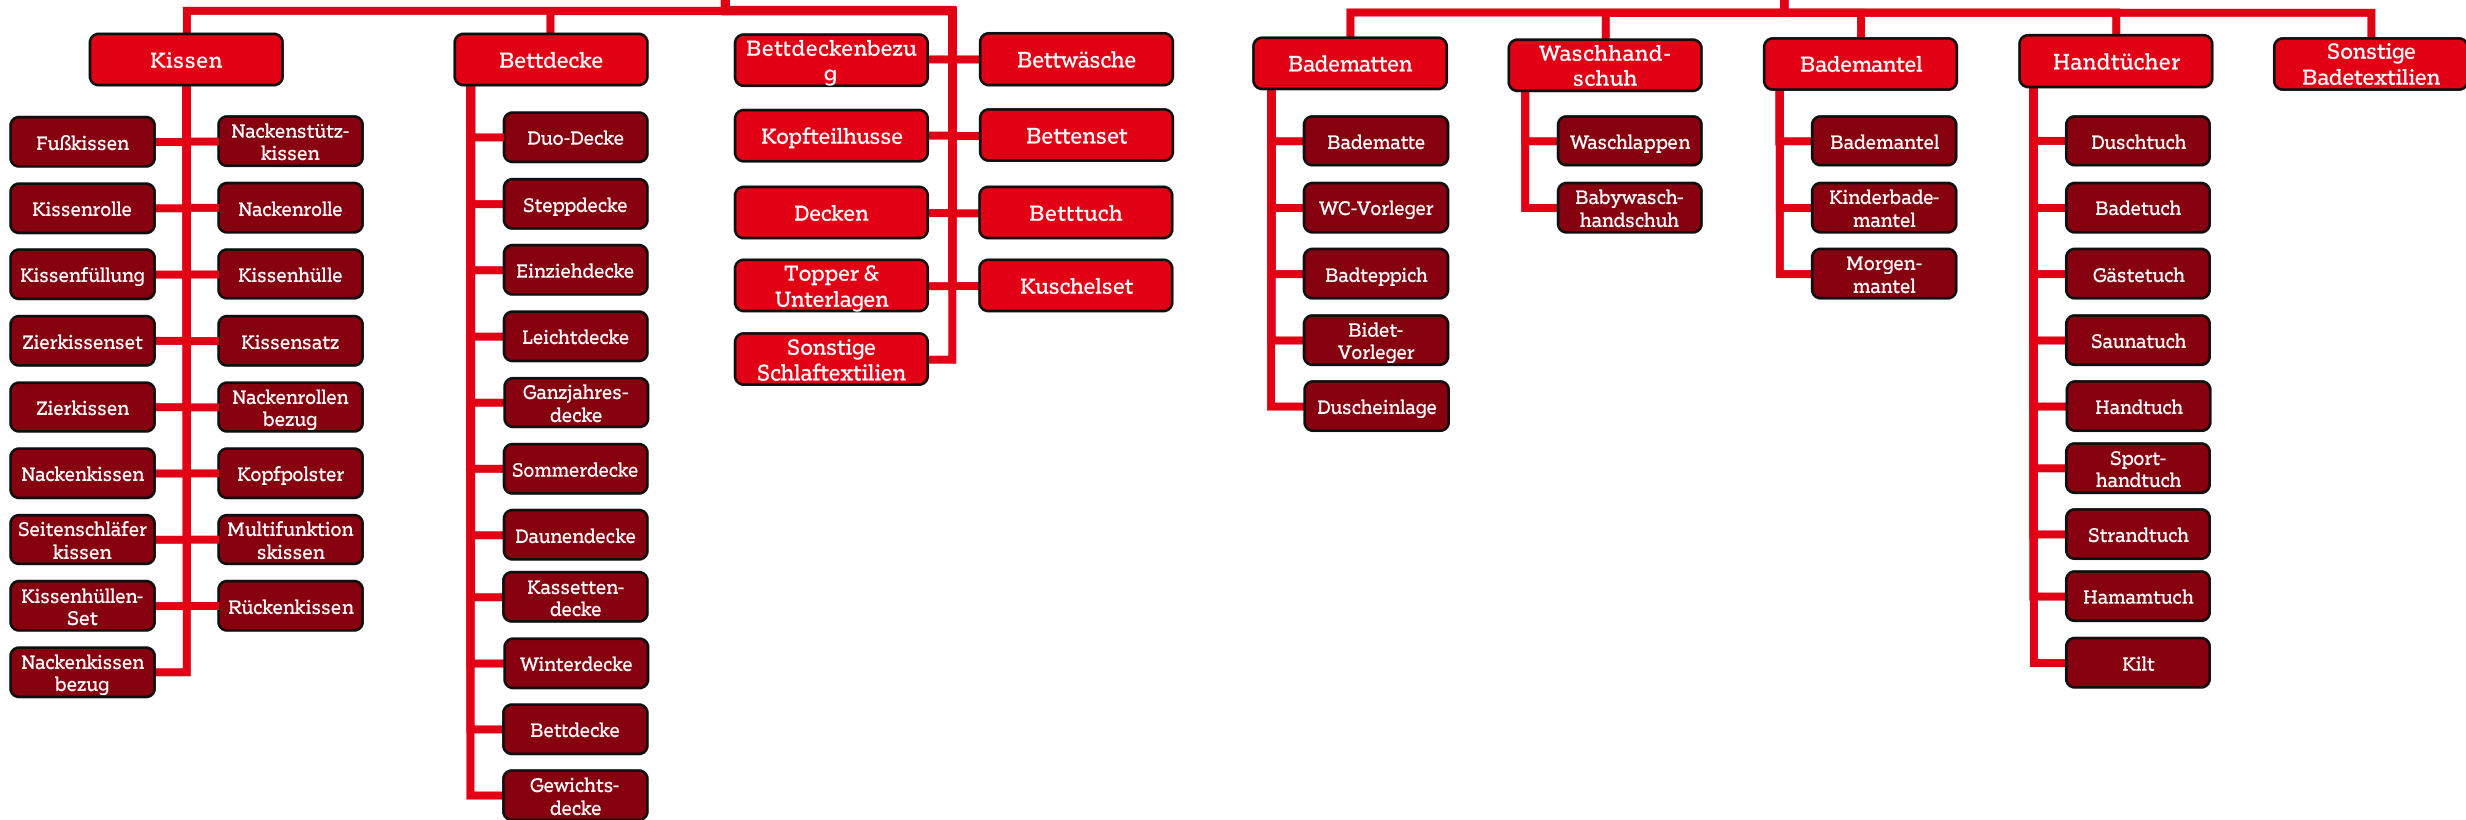 Kissen
Fußkissen
Nackenstütz-
kissen
Kissenrolle
Nackenrolle
Kissenfüllung
Kissenhülle
Zierkissenset
Kissensatz
Zierkissen
Nackenrollen
bezug
Nackenkissen
Kopfpolster
Seitenschläfer
kissen
Multifunktion
skissen
Kissenhüllen-
Set
Rückenkissen
Nackenkissen
bezug
Bettdecke
Duo-Decke
Steppdecke
Einziehdecke
Leichtdecke
Ganzjahres-
decke
Sommerdecke
Daunendecke
Kassetten-
decke
Winterdecke
Bettdecke
Gewichts-
decke
Bettdeckenbezu
g
Bettwäsche
Kopfteilhusse
Bettenset
Decken
Betttuch
Topper &
Unterlagen
Kuschelset
Sonstige
Schlaftextilien
Badematten
Badematte
WC-Vorleger
Badteppich
Bidet-
Vorleger
Duscheinlage
Waschhand-
schuh
Waschlappen
Babywasch-
handschuh
Bademantel
Bademantel
Kinderbade-
mantel
Morgen-
mantel
Handtücher
Duschtuch
Badetuch
Gästetuch
Saunatuch
Handtuch
Sport-
handtuch
Strandtuch
Hamamtuch
Kilt
Sonstige
Badetextilien